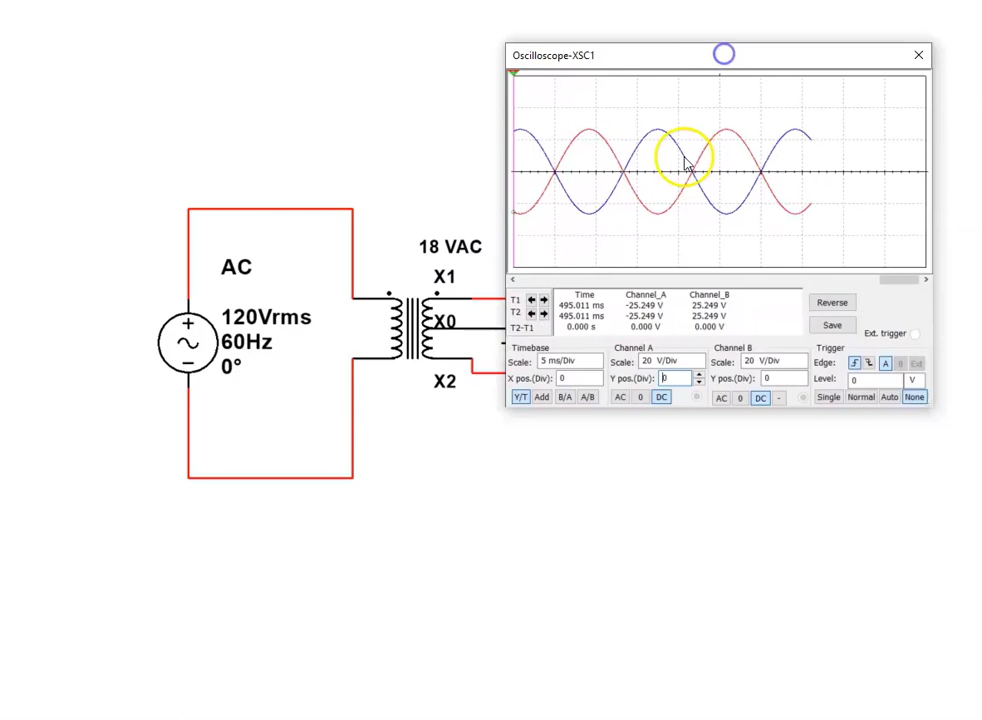 Oscilloscope-XSC1
18 VAC
AC
X1
120Vrms
60Hz
0°
X0
X2
Time Channel_A Channel_B
T1 495.011 ms -25.249 V 25.249 V
T2 495.011 ms -25.249 V 25.249 V
T2-T1 0.000 s 0.000 V 0.000 V
Reverse
Save
Ext. trigger
Timebase Channel A Channel B Trigger
Scale: 5 ms/Div Scale: 20 V/Div Scale: 20 V/Div Edge: A B Ext
X pos.(Div): 0 Y pos.(Div): 0 Y pos.(Div): 0 Level: 0 V
Y/T Add B/A A/B AC 0 DC AC 0 DC - Single Normal Auto None